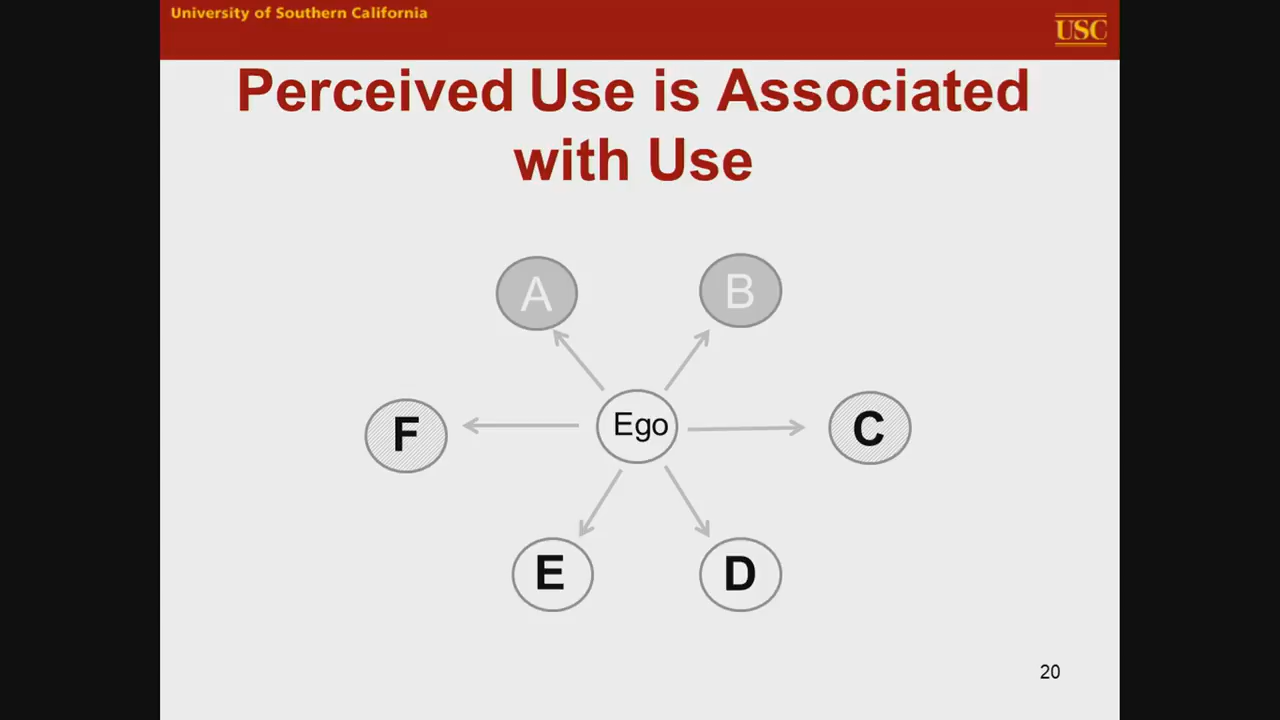 University of Southern California
USC
Perceived Use is Associated
with Use
A
B
F
Ego
C
E
D
20